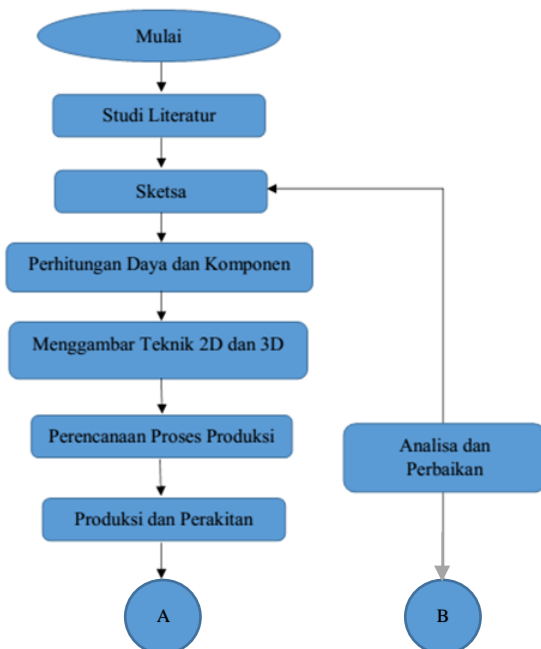 Mulai
Studi Literatur
Sketsa
Perhitungan Daya dan Komponen
Menggambar Teknik 2D dan 3D
Perencanaan Proses Produksi
Produksi dan Perakitan
A
Analisa dan
Perbaikan
B